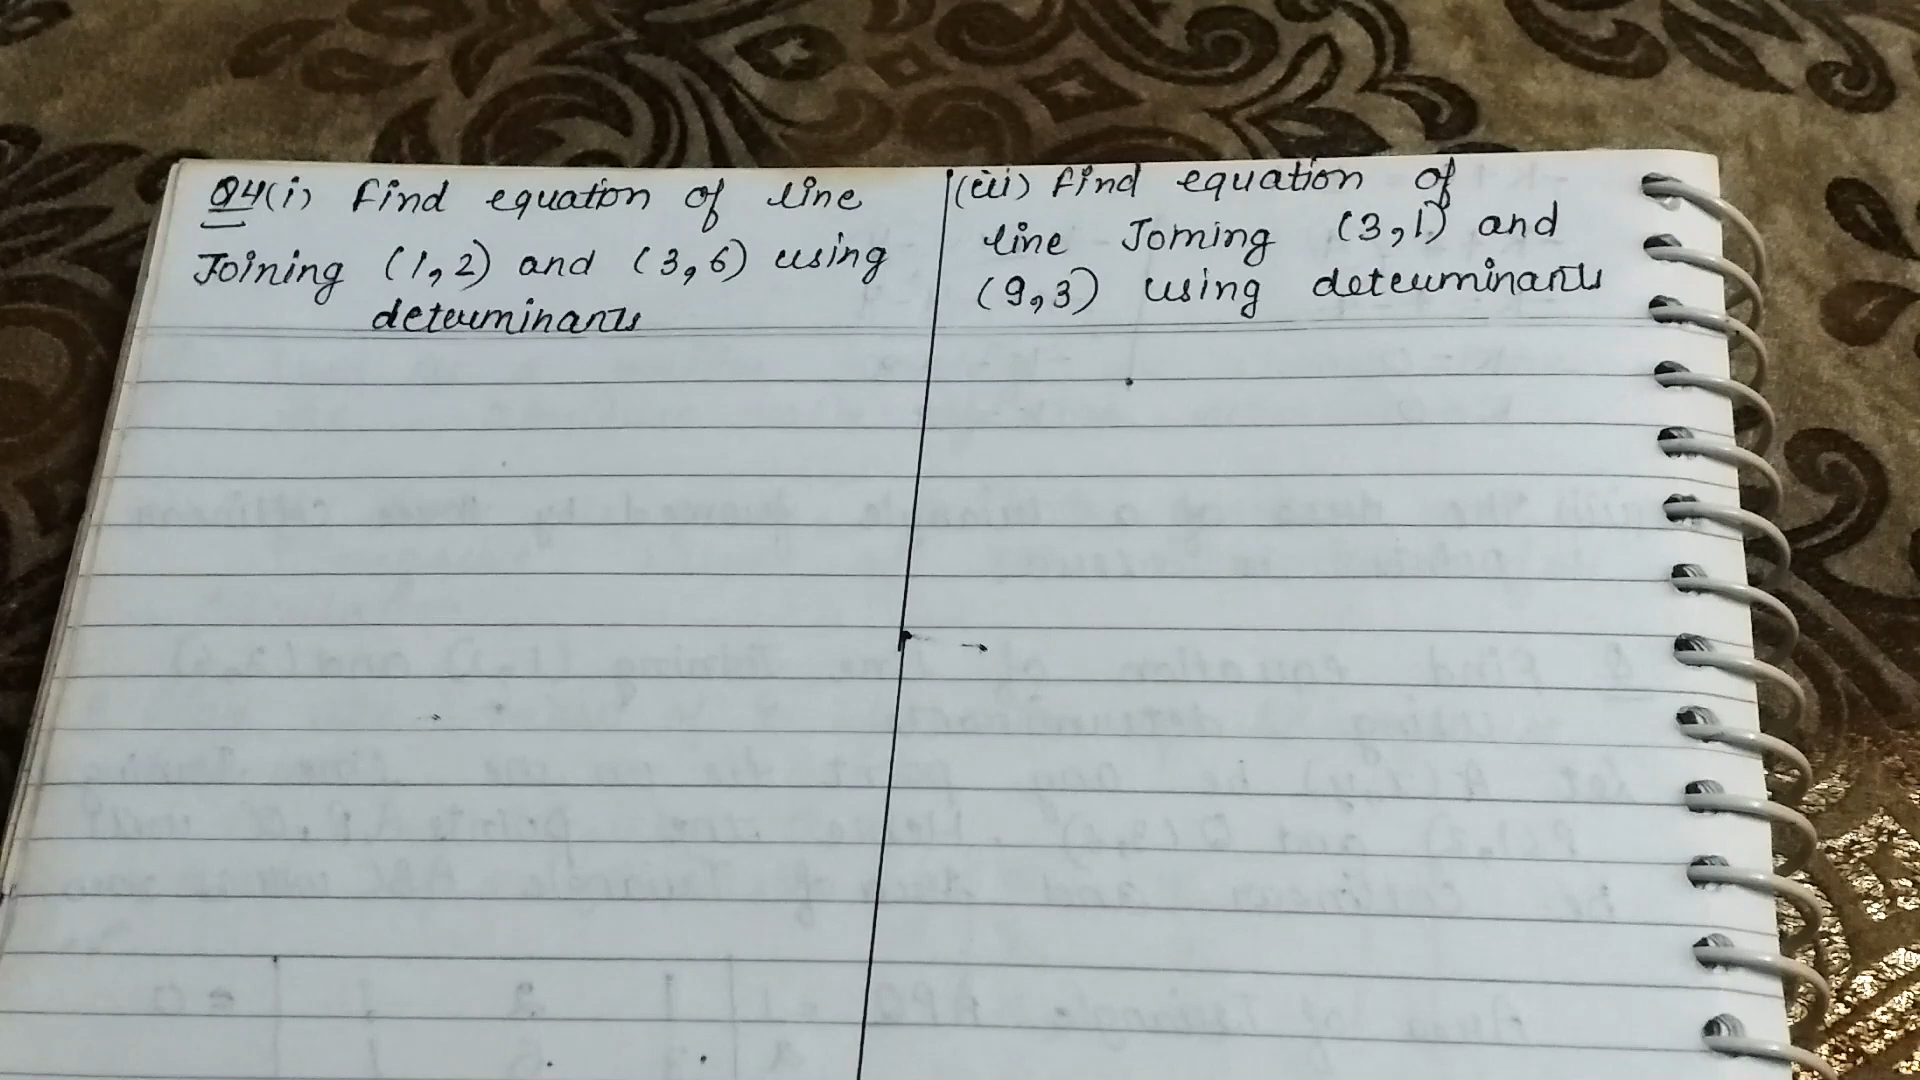 Q4(i) Find equation of line
Joining (1,2) and (3,6) using
determinants
(ii) Find equation of
line Joining (3,1) and
(9,3) using determinants